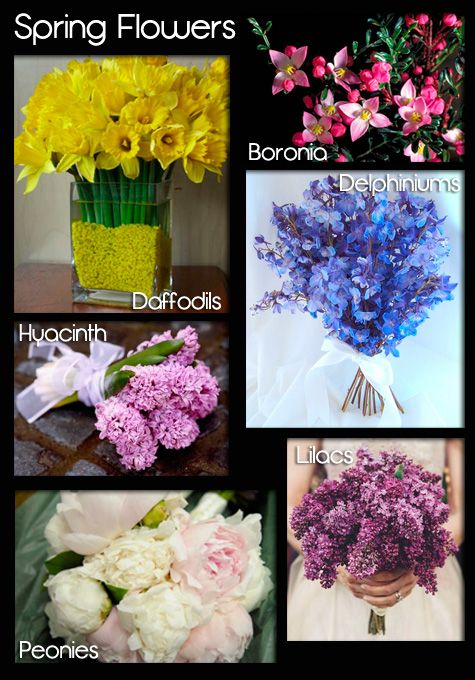 Spring Flowers
Boronia
Delphiniums
Daffodils
Hyacinth
Lilacs
Peonies